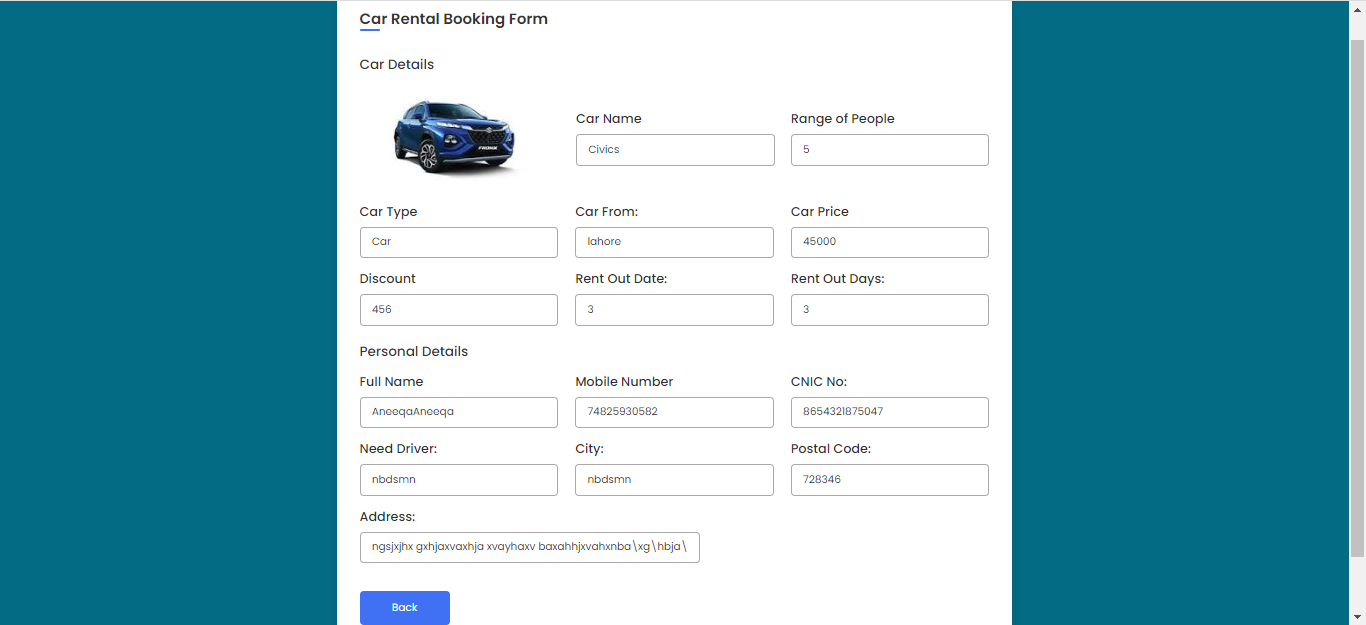 Car Rental Booking Form
Car Details
FRONX
Car Name Range of People
Civics 5
Car Type Car From: Car Price
Car lahore 45000
Discount Rent Out Date: Rent Out Days:
456 3 3
Personal Details
Full Name Mobile Number CNIC No:
AneeqaAneeqa 74825930582 8654321875047
Need Driver: City: Postal Code:
nbdsmn nbdsmn 728346
Address:
ngsjxjhx gxhjaxvaxhja xvayhaxv baxahhjxvahxnba\xg\hbja\
Back